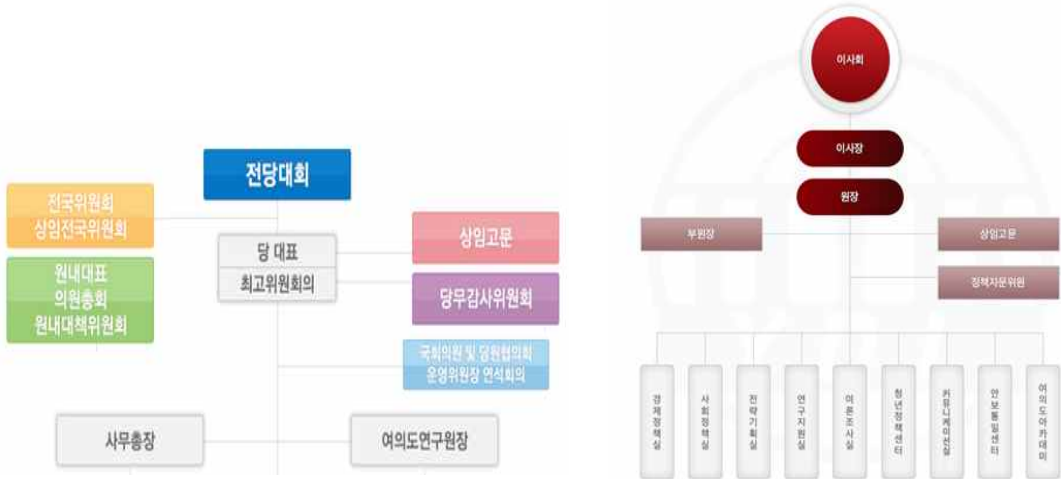 전당대회
전국위원회
상임전국위원회
당 대표
최고위원회의
상임고문
원내대표
의원총회
원내대책위원회
당무감사위원회
국회의원 및 당원협의회
운영위원장 연석회의
사무총장
여의도연구원장
이사회
이사장
원장
부원장
상임고문
정책자문위원
경제정책실
사회정책실
전략기획실
연구지원실
여론조사실
청년정책센터
커뮤니케이션실
안보통일센터
여의도아카데미